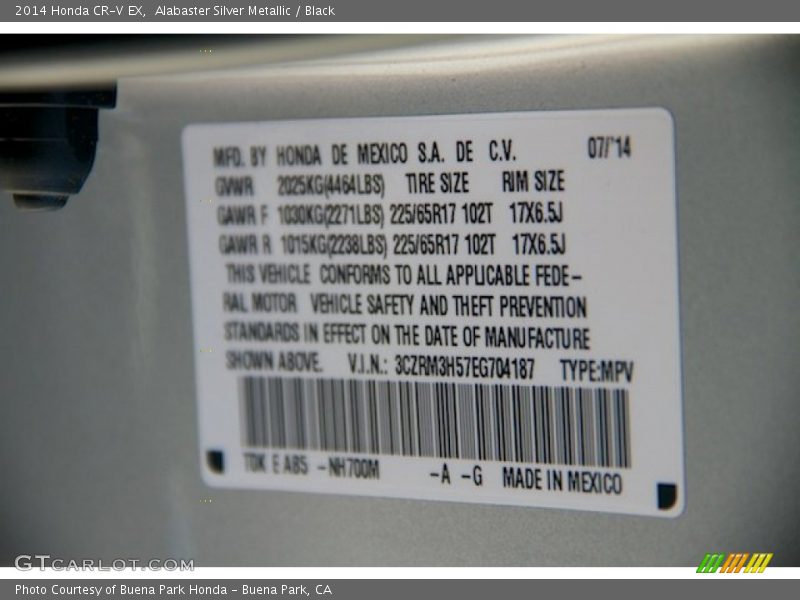 2014 Honda CR-V EX, Alabaster Silver Metallic / Black
MFD. BY HONDA DE MEXICO S.A. DE C.V. 07/'14
GVWR 2025KG(4464LBS) TIRE SIZE RIM SIZE
GAWR F 1030KG(2271LBS) 225/65R17 102T 17X6.5J
GAWR R 1015KG(2238LBS) 225/65R17 102T 17X6.5J
THIS VEHICLE CONFORMS TO ALL APPLICABLE FEDE-
RAL MOTOR VEHICLE SAFETY AND THEFT PREVENTION
STANDARDS IN EFFECT ON THE DATE OF MANUFACTURE
SHOWN ABOVE. V.I.N.: 3CZRM3H57EG704187 TYPE:MPV
-NH700M -A -G MADE IN MEXICO
GTCARLOT.COM
Photo Courtesy of Buena Park Honda - Buena Park, CA